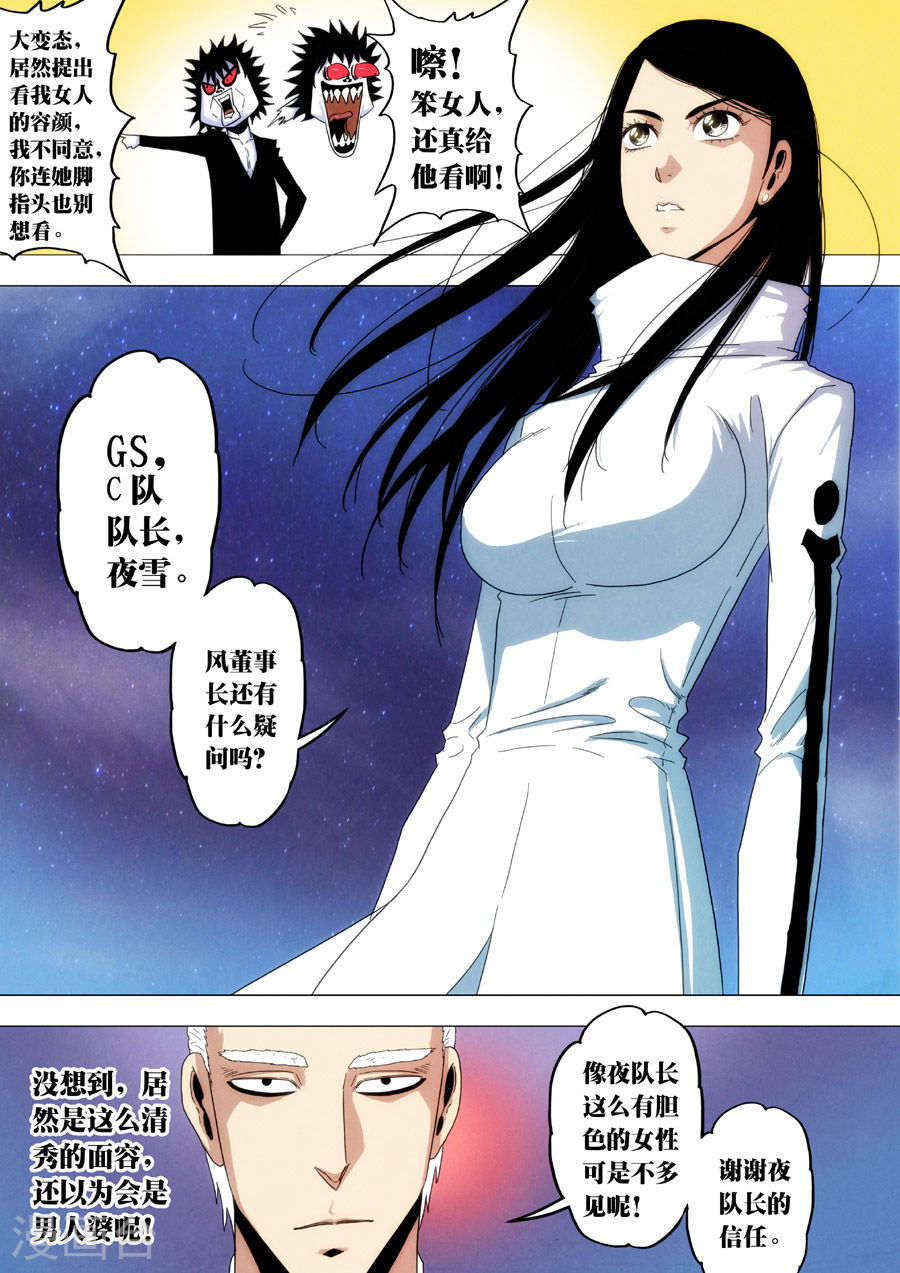 大变态，
居然提出
看我女人
的容颜，
我不同意，
你连她脚
指头也别
想看。
嚓！
笨女人，
还真给
他看啊！
GS，
C队
队长，
夜雪。
风董事
长还有
什么疑
问吗？
没想到，居
然是这么清
秀的面容，
还以为会是
男人婆呢！
像夜队长
这么有胆
色的女性
可是不多
见呢！
谢谢夜
队长的
信任。
漫画台